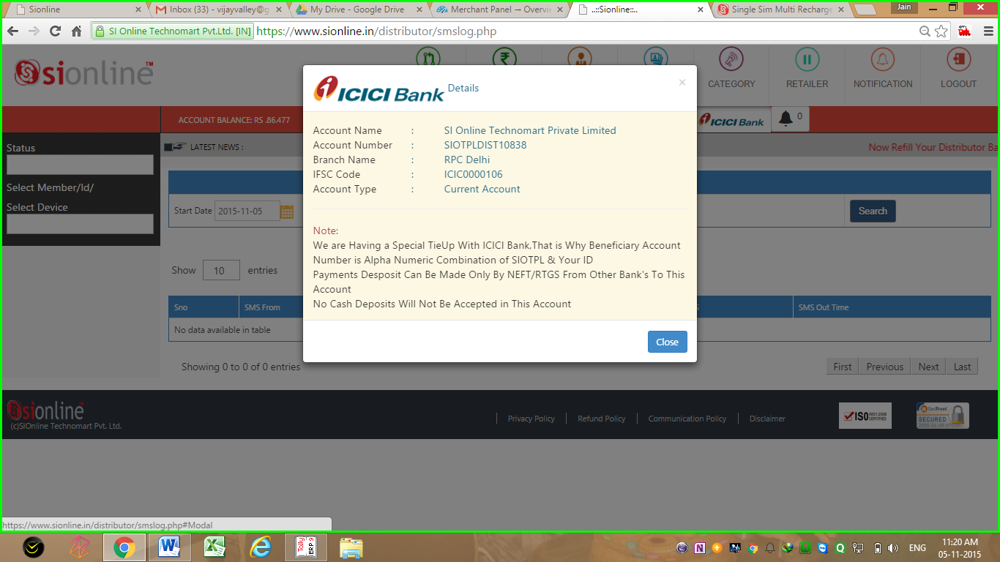 Sionline
Inbox (33) - vijayvalley@g
My Drive - Google Drive
Merchant Panel → Overvie
..::Sionline::..
Single Sim Multi Recharge
Jain
SI Online Technomart Pvt.Ltd. [IN]
https://www.sionline.in/distributor/smslog.php
sionline™
CATEGORY
RETAILER
NOTIFICATION
LOGOUT
ICICI Bank Details
×
ACCOUNT BALANCE: RS .86.477
ICICI Bank
0
Status
LATEST NEWS :
Now Refill Your Distributor Ba
Select Member/Id/
Select Device
Start Date
2015-11-05
Search
Account Name : SI Online Technomart Private Limited
Account Number : SIOTPLDIST10838
Branch Name : RPC Delhi
IFSC Code : ICIC0000106
Account Type : Current Account
Note:
We are Having a Special TieUp With ICICI Bank,That is Why Beneficiary Account
Number is Alpha Numeric Combination of SIOTPL & Your ID
Payments Desposit Can Be Made Only By NEFT/RTGS From Other Bank's To This
Account
No Cash Deposits Will Not Be Accepted in This Account
Close
Show 10 entries
Sno
SMS From
SMS Out Time
No data available in table
Showing 0 to 0 of 0 entries
First
Previous
Next
Last
sionline
(c)SIOnline Technomart Pvt. Ltd.
Privacy Policy
Refund Policy
Communication Policy
Disclaimer
ISO 9001:2008 CERTIFIED
GeoTrust
SECURED
https://www.sionline.in/distributor/smslog.php#Modal
Tally
ERP 9
ENG
11:20 AM
05-11-2015